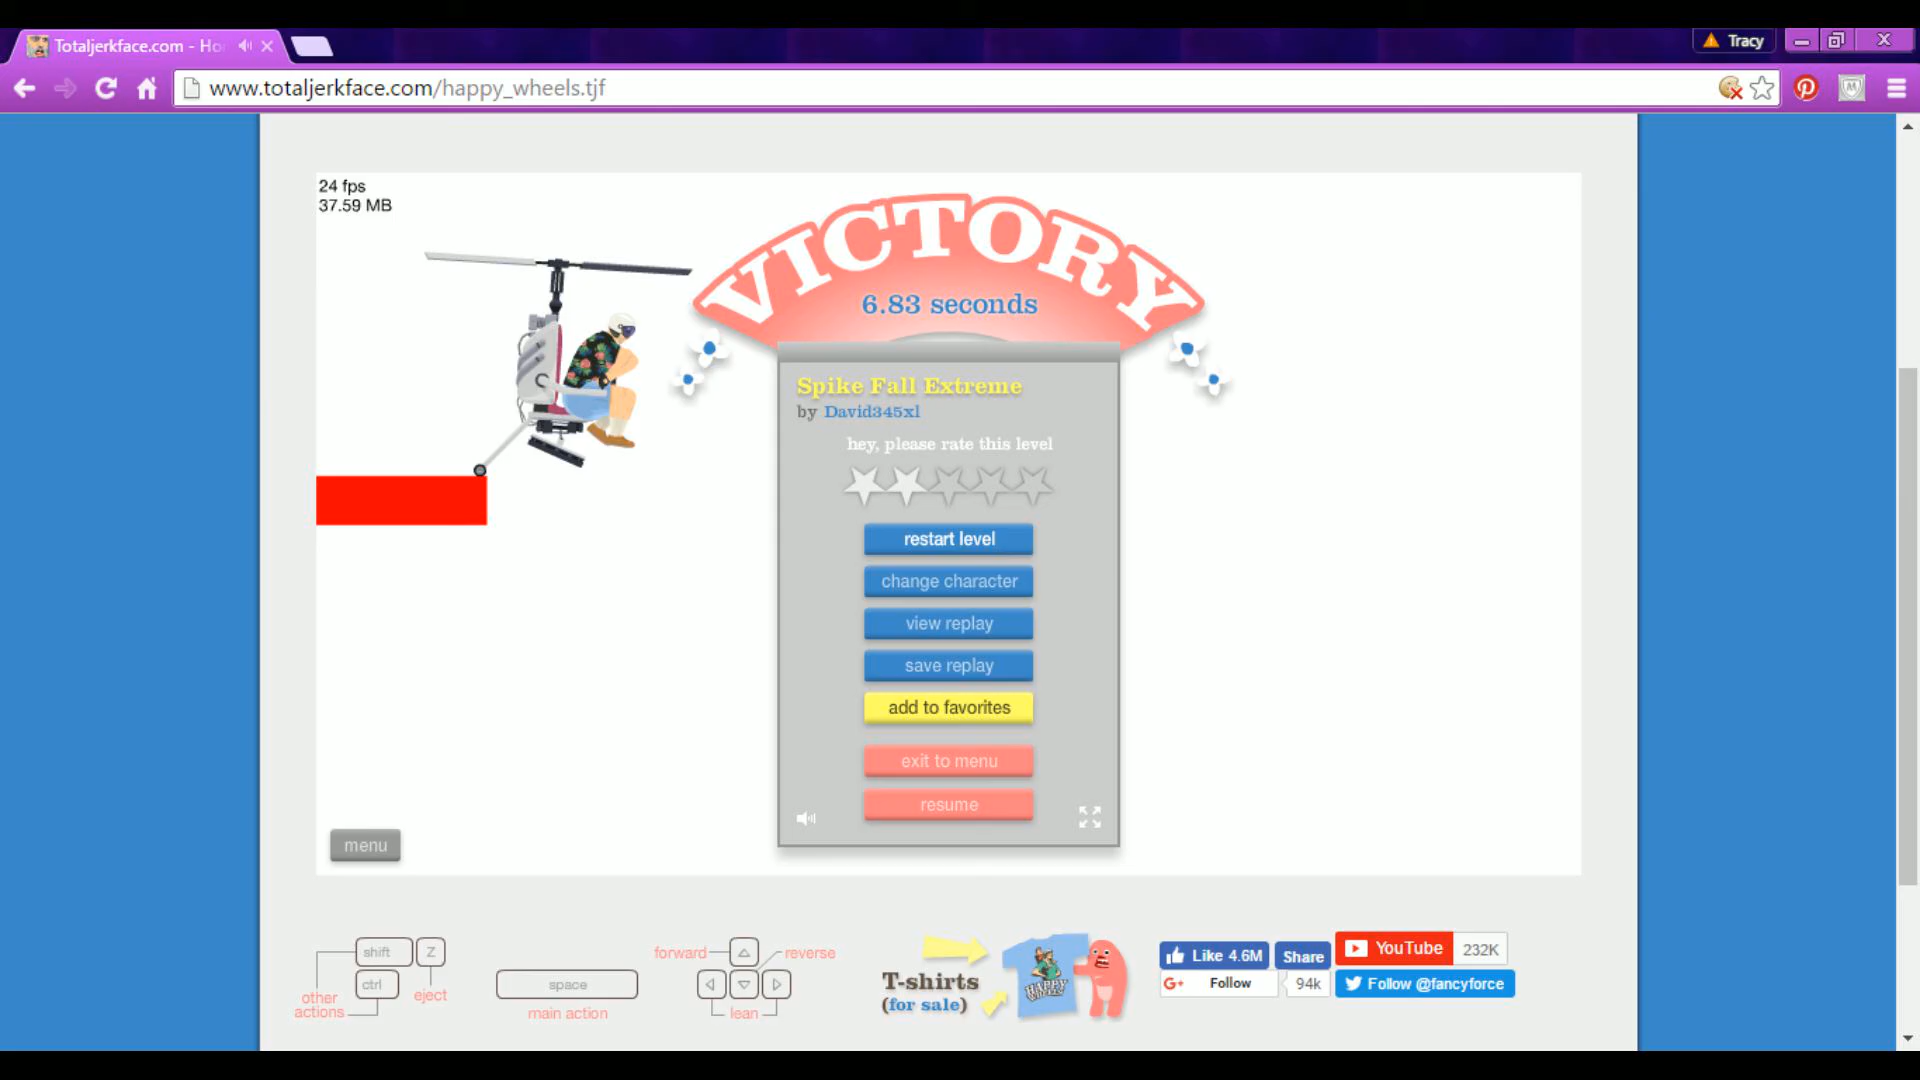 Totaljerkface.com - Ho
Tracy
www.totaljerkface.com/happy_wheels.tjf
24 fps
37.59 MB
VICTORY
6.83 seconds
Spike Fall Extreme
by David345xl
hey, please rate this level
restart level
change character
view replay
save replay
add to favorites
exit to menu
resume
menu
shift
Z
ctrl
other actions
eject
space
main action
forward
reverse
lean
T-shirts
(for sale)
HAPPY WHEELS
Like 4.6M
Share
YouTube
232K
G+ Follow
94k
Follow @fancyforce